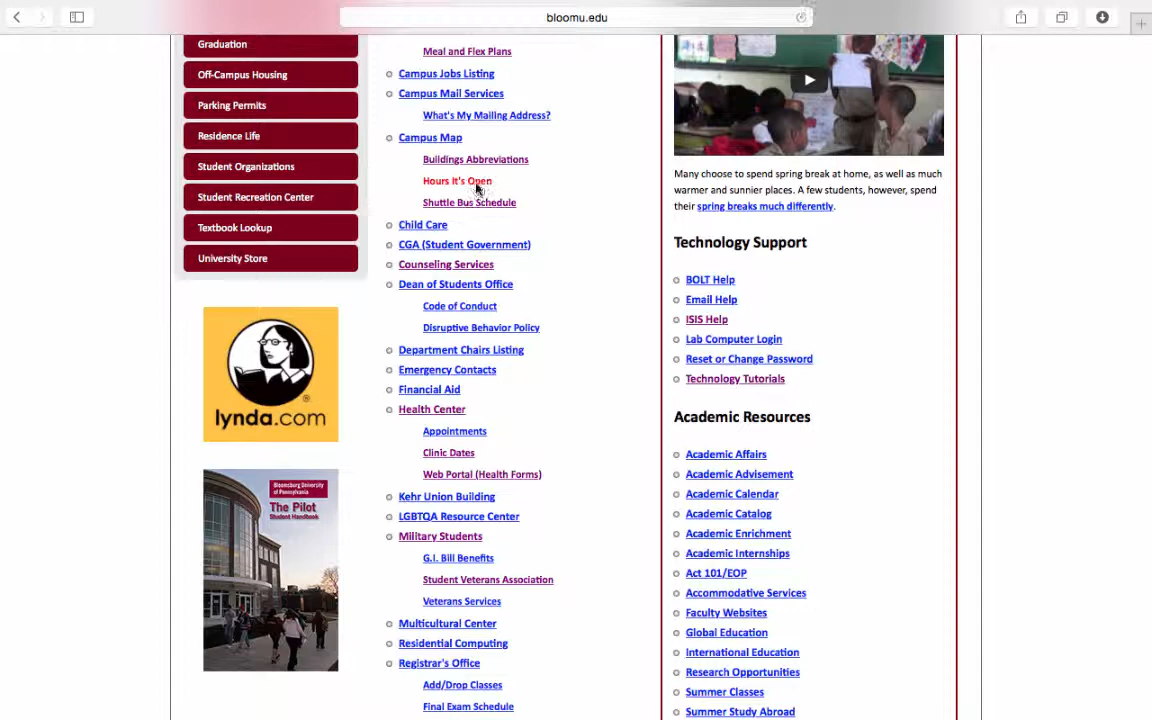 bloomu.edu
Graduation
Off-Campus Housing
Parking Permits
Residence Life
Student Organizations
Student Recreation Center
Textbook Lookup
University Store
lynda.com
®
Bloomsburg University
of Pennsylvania
The Pilot
Student Handbook
Meal and Flex Plans
Campus Jobs Listing
Campus Mail Services
What's My Mailing Address?
Campus Map
Buildings Abbreviations
Hours It's Open
Shuttle Bus Schedule
Child Care
CGA (Student Government)
Counseling Services
Dean of Students Office
Code of Conduct
Disruptive Behavior Policy
Department Chairs Listing
Emergency Contacts
Financial Aid
Health Center
Appointments
Clinic Dates
Web Portal (Health Forms)
Kehr Union Building
LGBTQA Resource Center
Military Students
G.I. Bill Benefits
Student Veterans Association
Veterans Services
Multicultural Center
Residential Computing
Registrar's Office
Add/Drop Classes
Final Exam Schedule
Many choose to spend spring break at home, as well as much
warmer and sunnier places. A few students, however, spend
their spring breaks much differently.
Technology Support
BOLT Help
Email Help
ISIS Help
Lab Computer Login
Reset or Change Password
Technology Tutorials
Academic Resources
Academic Affairs
Academic Advisement
Academic Calendar
Academic Catalog
Academic Enrichment
Academic Internships
Act 101/EOP
Accommodative Services
Faculty Websites
Global Education
International Education
Research Opportunities
Summer Classes
Summer Study Abroad